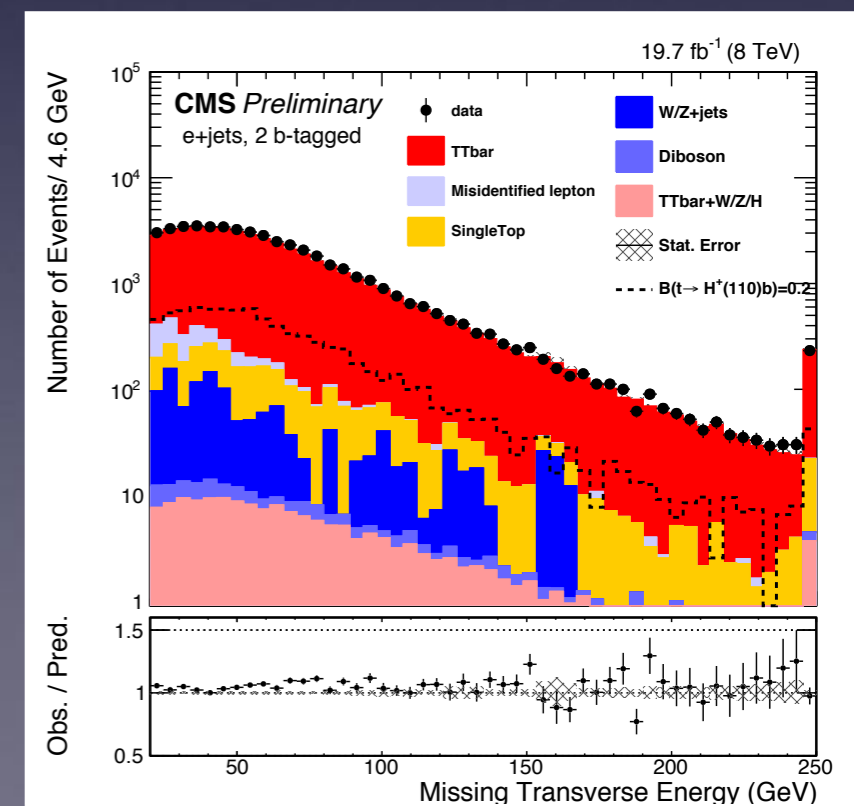 19.7 fb⁻¹ (8 TeV)
Number of Events/ 4.6 GeV
10⁵
10⁴
10³
10²
10
1
CMS Preliminary
e+jets, 2 b-tagged
data
TTbar
Misidentified lepton
SingleTop
W/Z+jets
Diboson
TTbar+W/Z/H
Stat. Error
B(t→ H⁺(110)b)=0.2
Obs. / Pred.
1.5
1
0.5
50
100
150
200
250
Missing Transverse Energy (GeV)